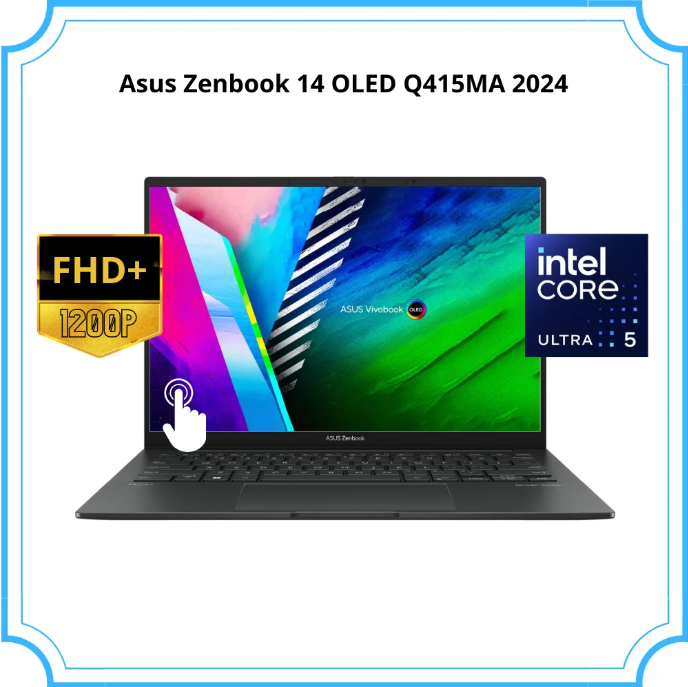 Asus Zenbook 14 OLED Q415MA 2024
FHD+
1200P
ASUS Vivobook OLED
intel
CORE
ULTRA 5
ASUS Zenbook